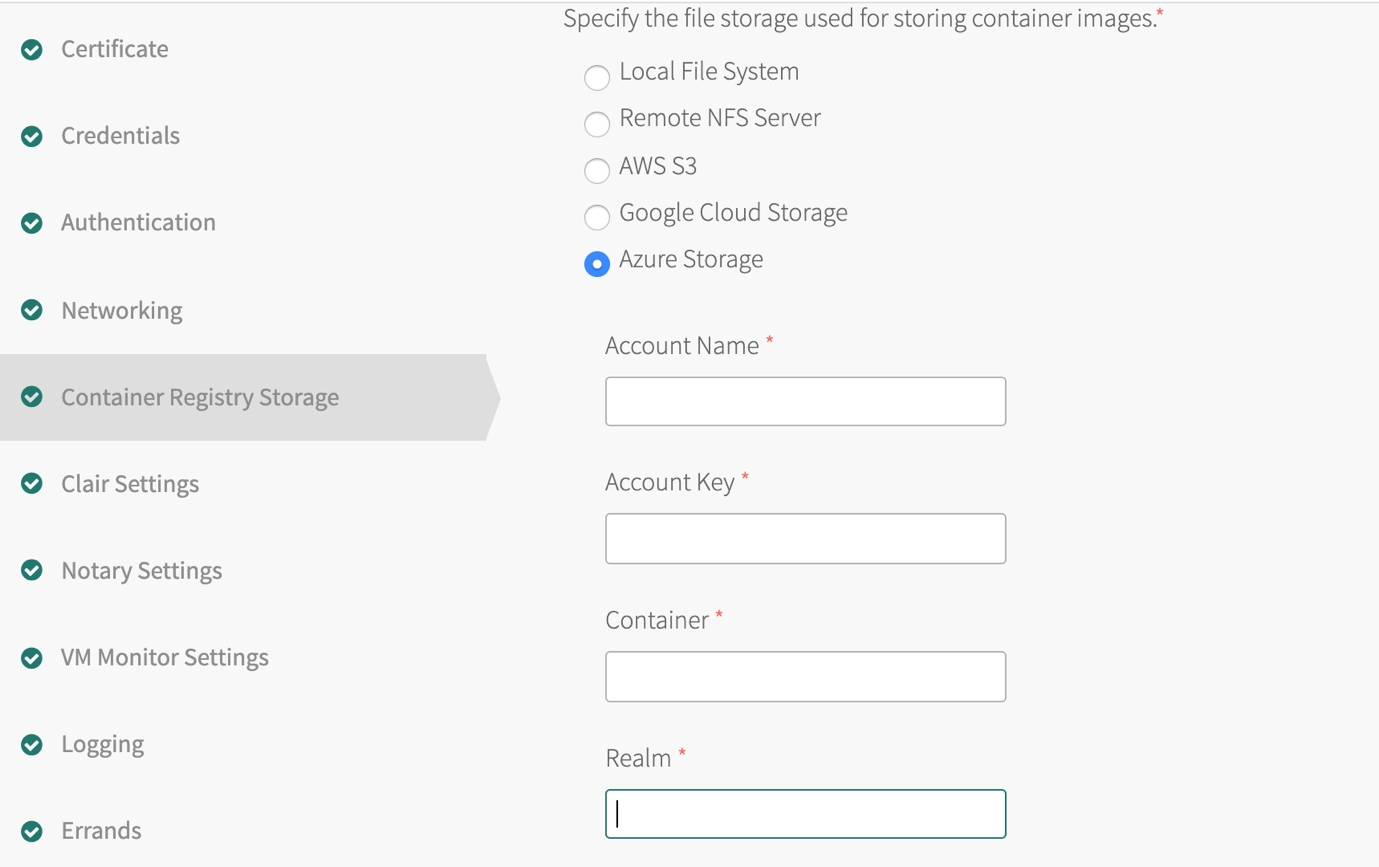 Certificate
Credentials
Authentication
Networking
Container Registry Storage
Clair Settings
Notary Settings
VM Monitor Settings
Logging
Errands
Specify the file storage used for storing container images.*
Local File System
Remote NFS Server
AWS S3
Google Cloud Storage
Azure Storage
Account Name *
Account Key *
Container *
Realm *